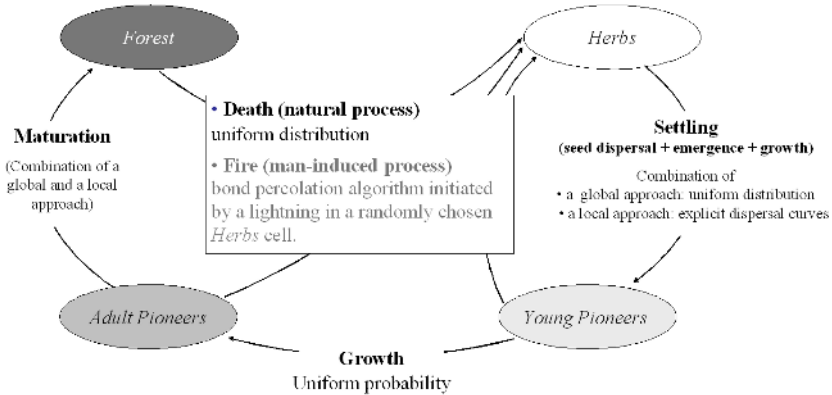 Forest
Herbs
• Death (natural process)
uniform distribution
• Fire (man-induced process)
bond percolation algorithm initiated
by a lightning in a randomly chosen
Herbs cell.
Maturation
(Combination of a
global and a local
approach)
Settling
(seed dispersal + emergence + growth)
Combination of
• a global approach: uniform distribution
• a local approach: explicit dispersal curves
Adult Pioneers
Young Pioneers
Growth
Uniform probability